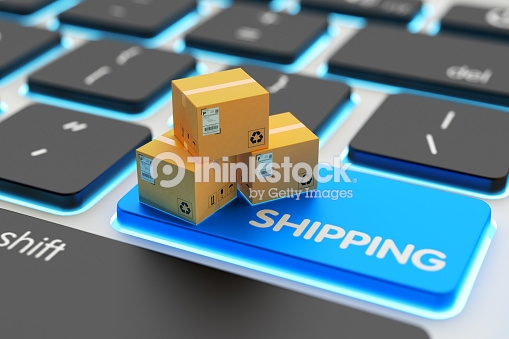 del
Thinkstock
by Getty Images
SHIPPING
shift